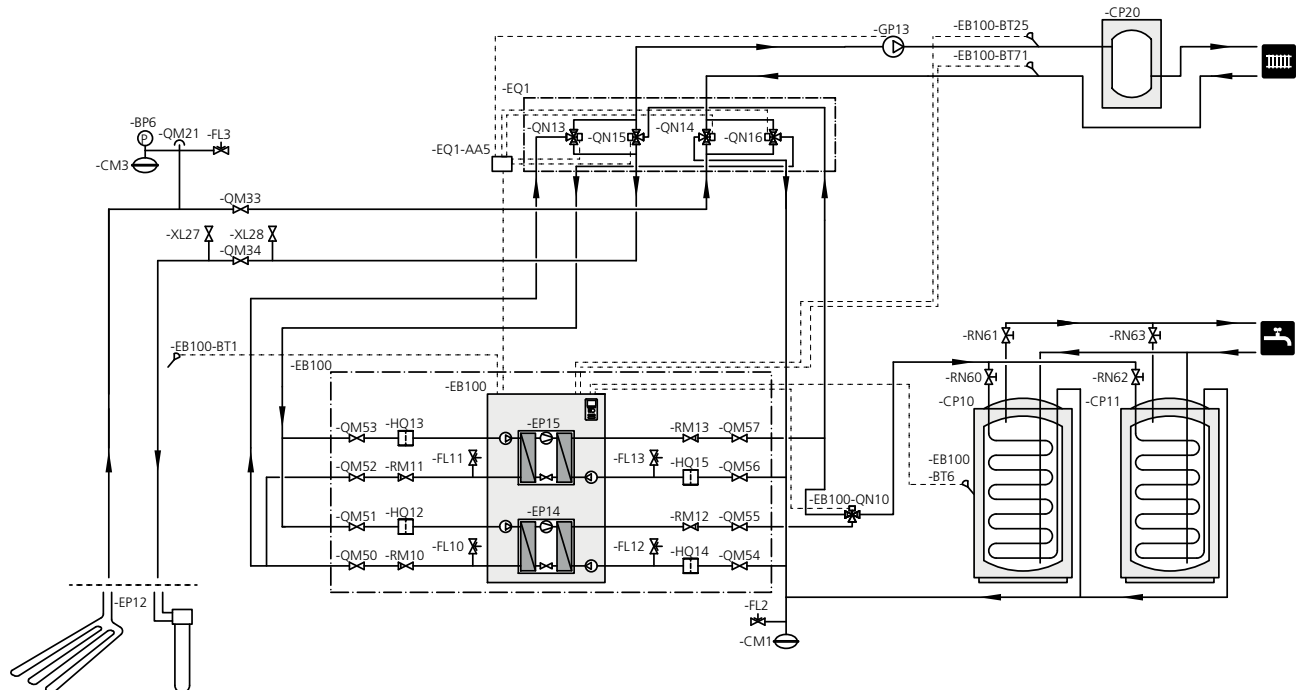 -CP20
-GP13
-EB100-BT25
-EB100-BT71
-EQ1
-BP6
P
-QM21
-FL3
-CM3
-QN13
-QN15
-QN14
-QN16
-EQ1-AA5
-QM33
-XL27
-XL28
-QM34
-EB100-BT1
-EB100
-EB100
-RN61
-RN63
-RN60
-RN62
-CP10
-CP11
-QM53
-HQ13
-EP15
-RM13
-QM57
-QM52
-RM11
-FL11
-FL13
-HQ15
-QM56
-EB100
-BT6
-EB100-QN10
-QM51
-HQ12
-EP14
-RM12
-QM55
-QM50
-RM10
-FL10
-FL12
-HQ14
-QM54
-EP12
-FL2
-CM1